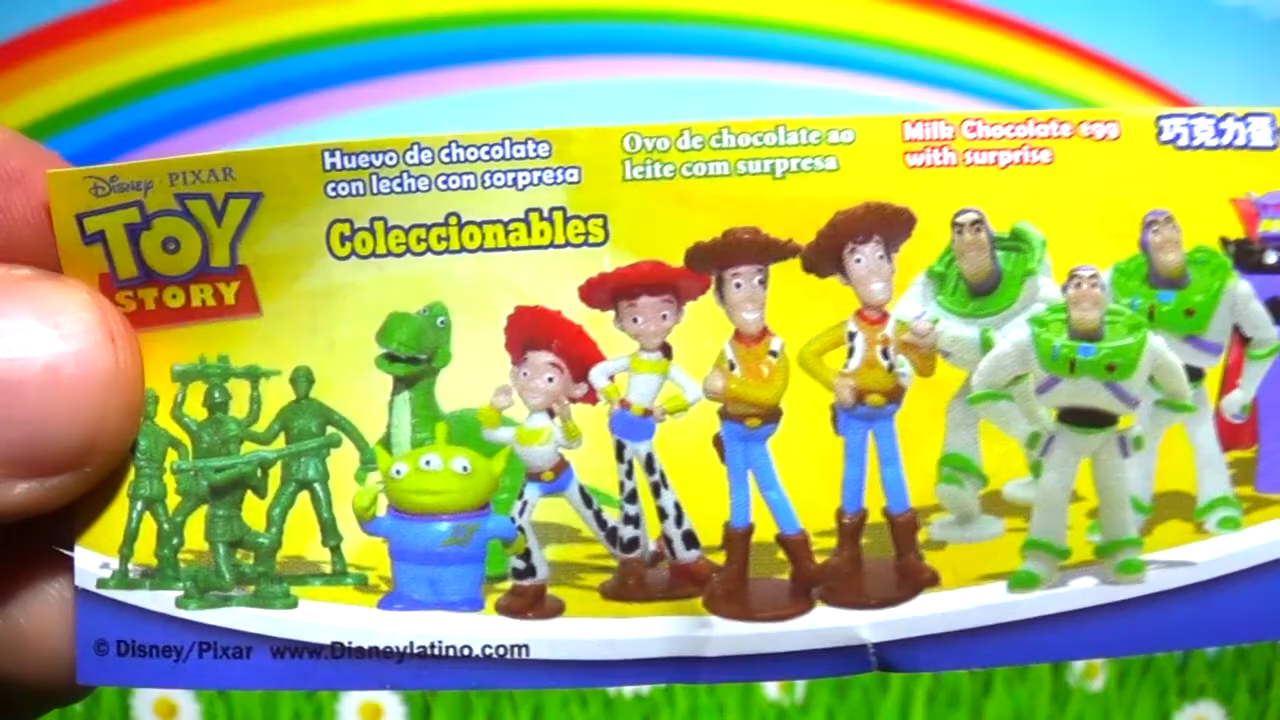 Disney · PIXAR
TOY
STORY
Huevo de chocolate
con leche con sorpresa
Coleccionables
Ovo de chocolate ao
leite com surpresa
Milk Chocolate egg
with surprise
巧克力蛋
© Disney/Pixar www.Disneylatino.com